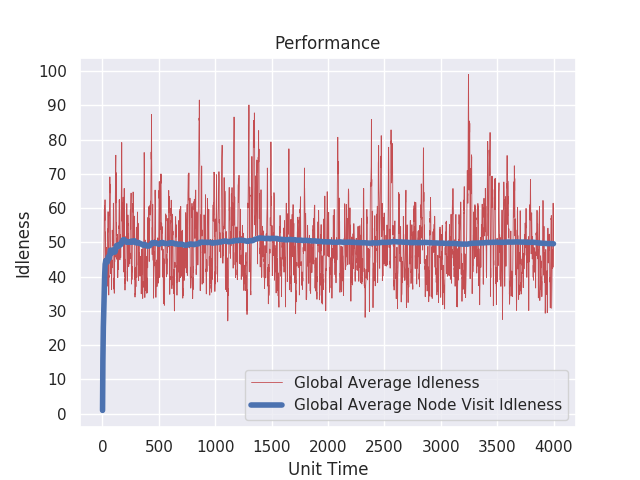 Performance
100
90
80
70
60
50
40
30
20
10
0
Idleness
Global Average Idleness
Global Average Node Visit Idleness
0 500 1000 1500 2000 2500 3000 3500 4000
Unit Time